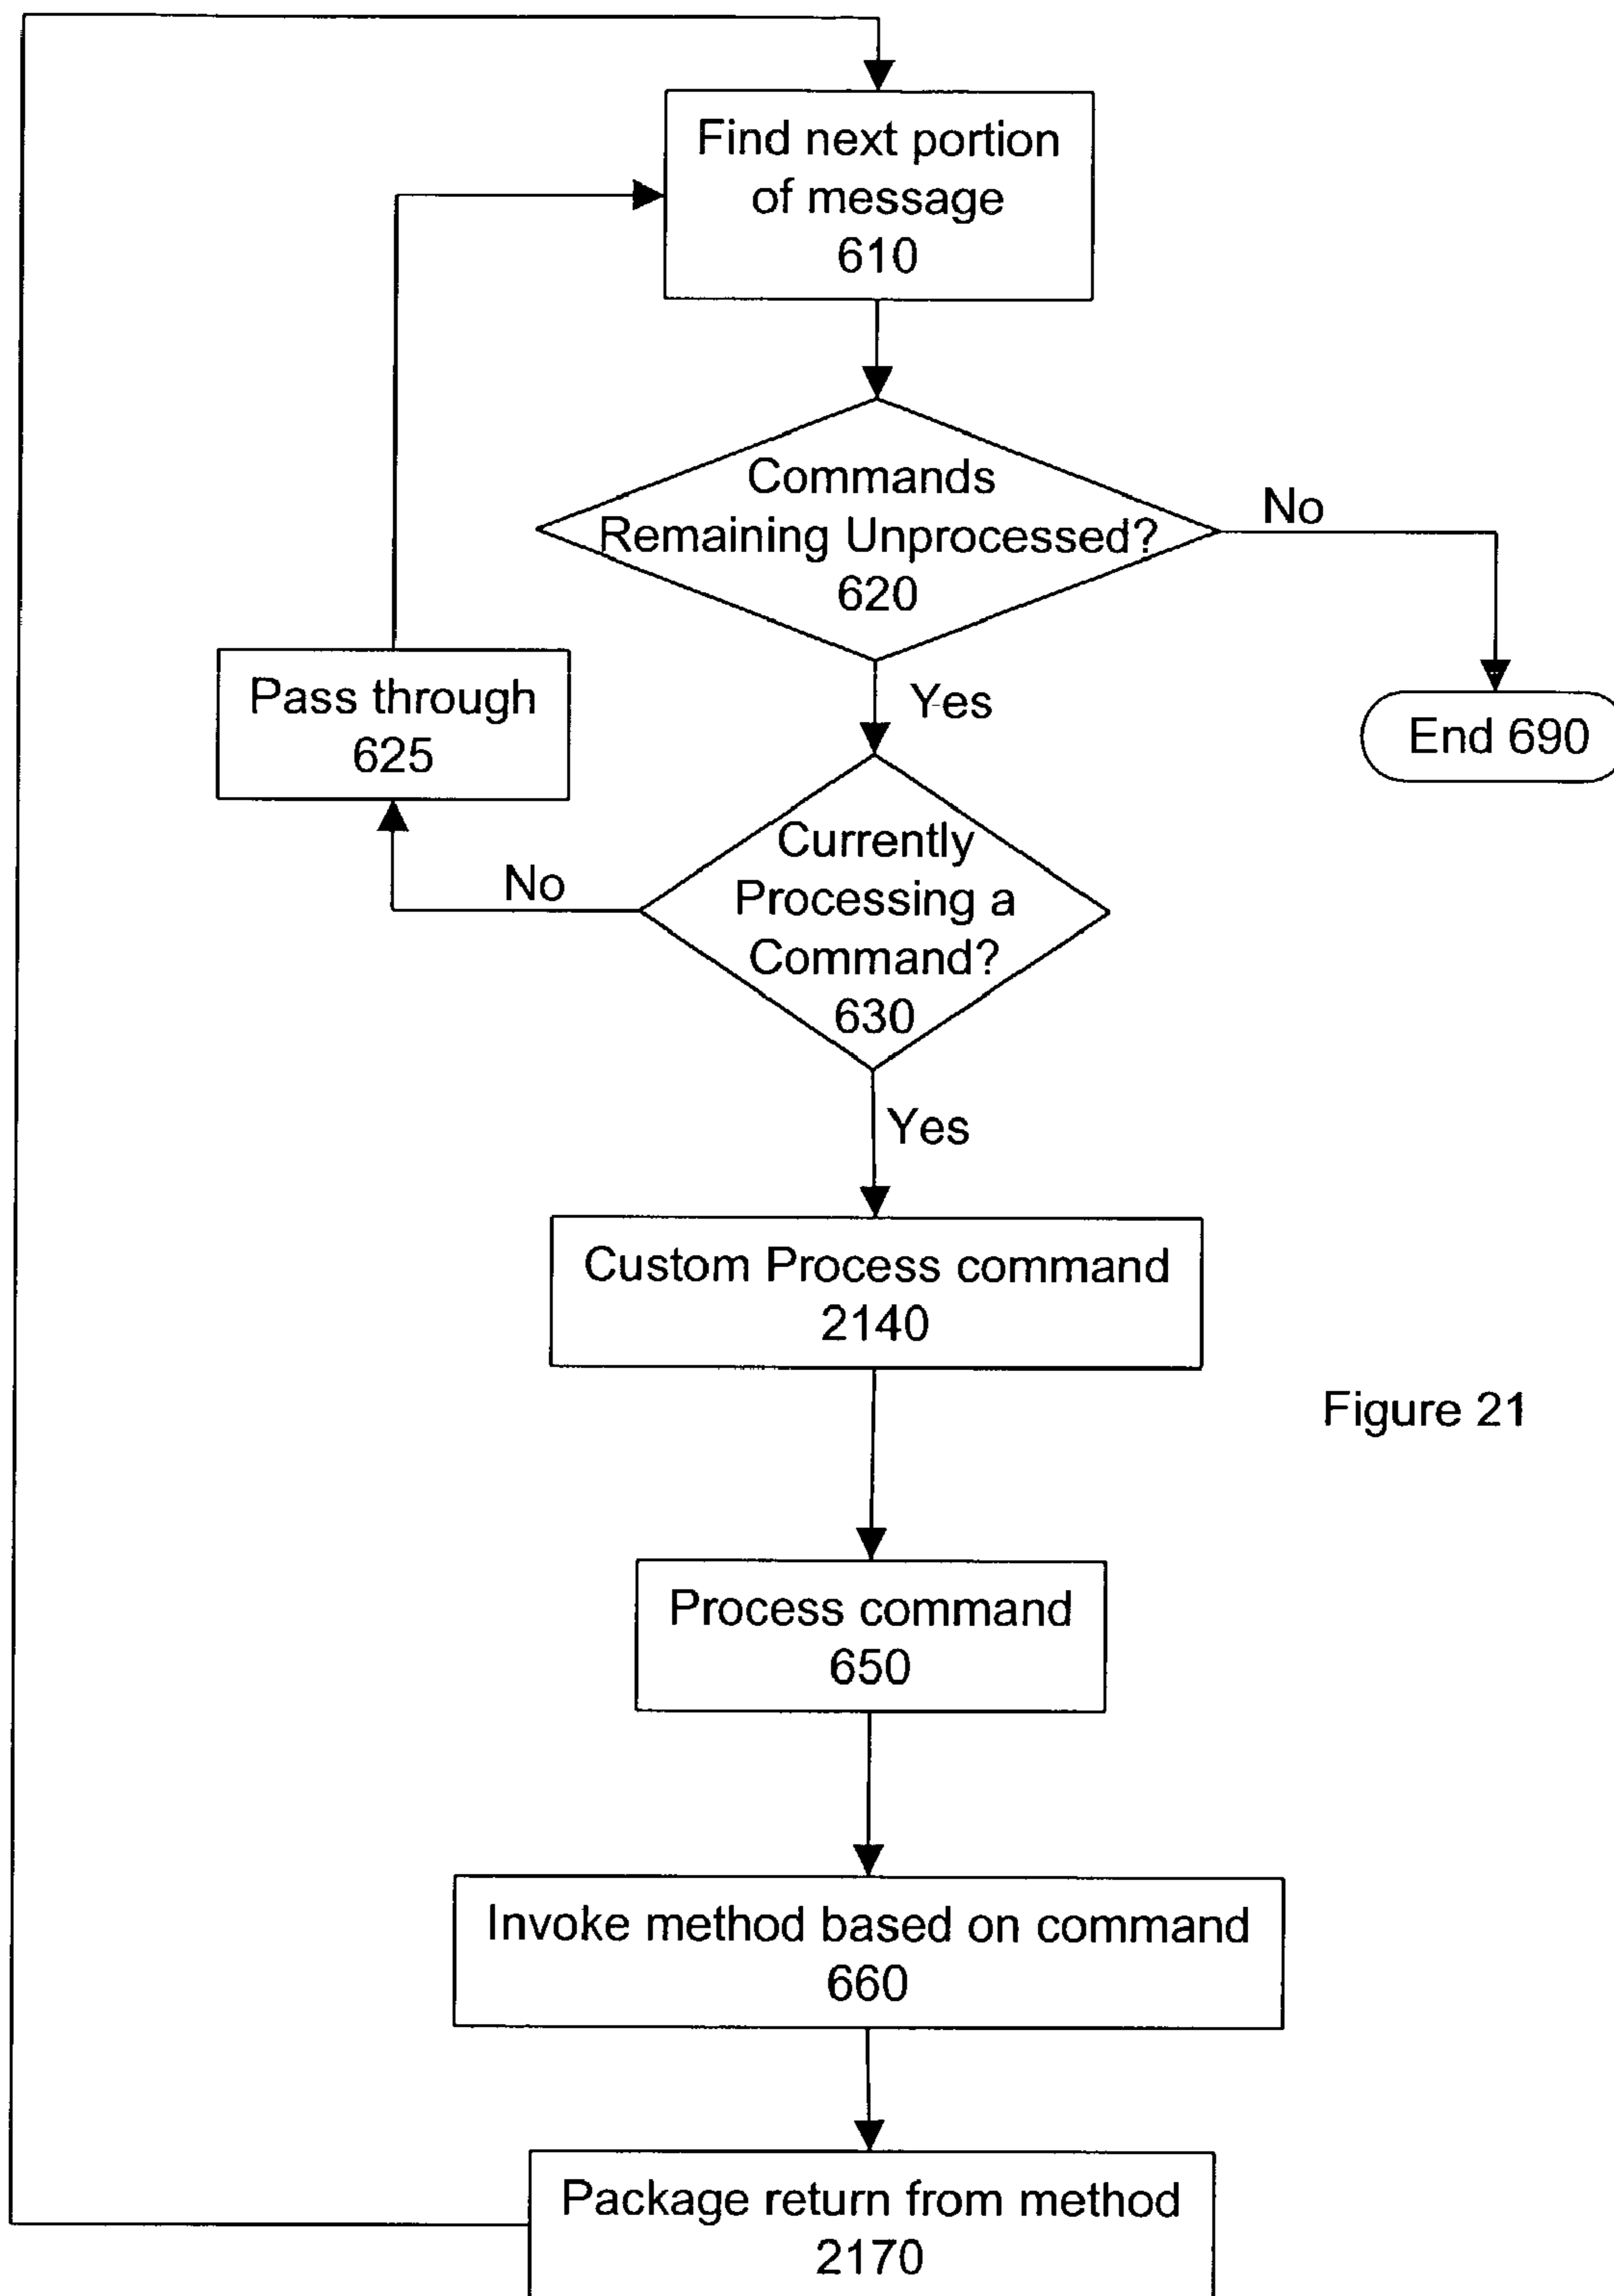 Find next portion
of message
610
Commands
Remaining Unprocessed?
620
No
Yes
Pass through
625
End 690
Currently
Processing a
Command?
630
No
Yes
Custom Process command
2140
Figure 21
Process command
650
Invoke method based on command
660
Package return from method
2170